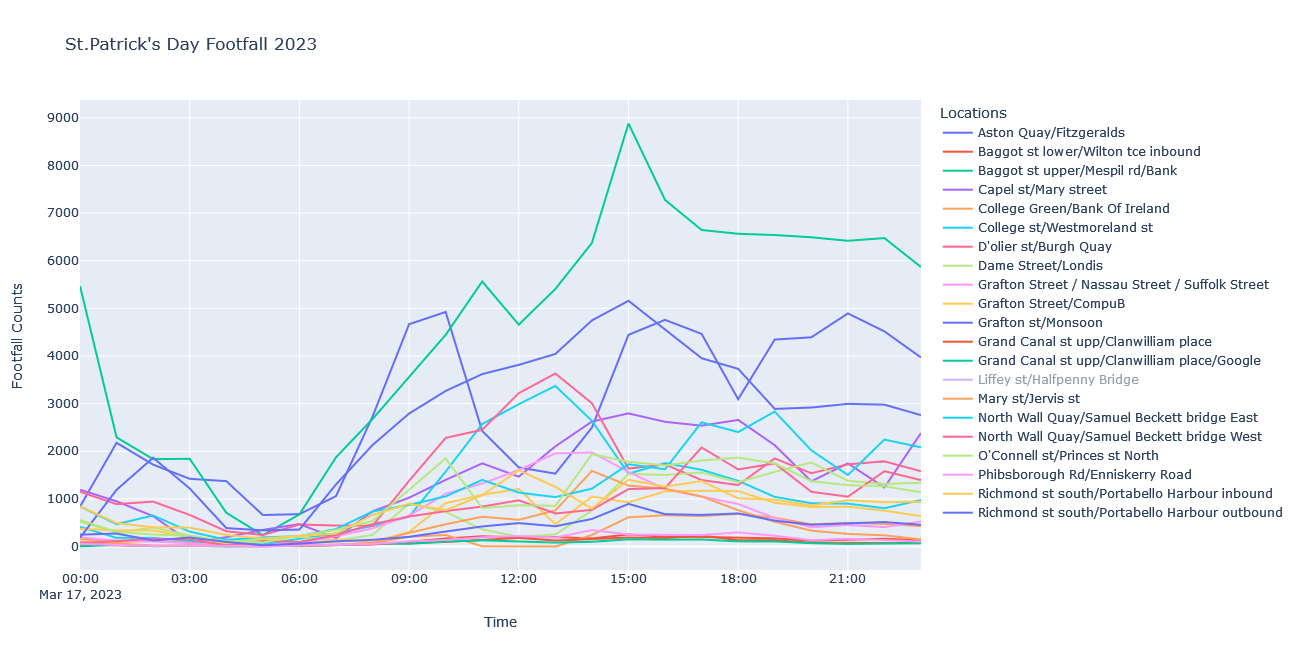 St.Patrick's Day Footfall 2023
Locations
9000
8000
7000
6000
5000
4000
3000
2000
1000
0
Footfall Counts
00:00
Mar 17, 2023
03:00
06:00
09:00
12:00
15:00
18:00
21:00
Time
Aston Quay/Fitzgeralds
Baggot st lower/Wilton tce inbound
Baggot st upper/Mespil rd/Bank
Capel st/Mary street
College Green/Bank Of Ireland
College st/Westmoreland st
D'olier st/Burgh Quay
Dame Street/Londis
Grafton Street / Nassau Street / Suffolk Street
Grafton Street/CompuB
Grafton st/Monsoon
Grand Canal st upp/Clanwilliam place
Grand Canal st upp/Clanwilliam place/Google
Liffey st/Halfpenny Bridge
Mary st/Jervis st
North Wall Quay/Samuel Beckett bridge East
North Wall Quay/Samuel Beckett bridge West
O'Connell st/Princes st North
Phibsborough Rd/Enniskerry Road
Richmond st south/Portabello Harbour inbound
Richmond st south/Portabello Harbour outbound